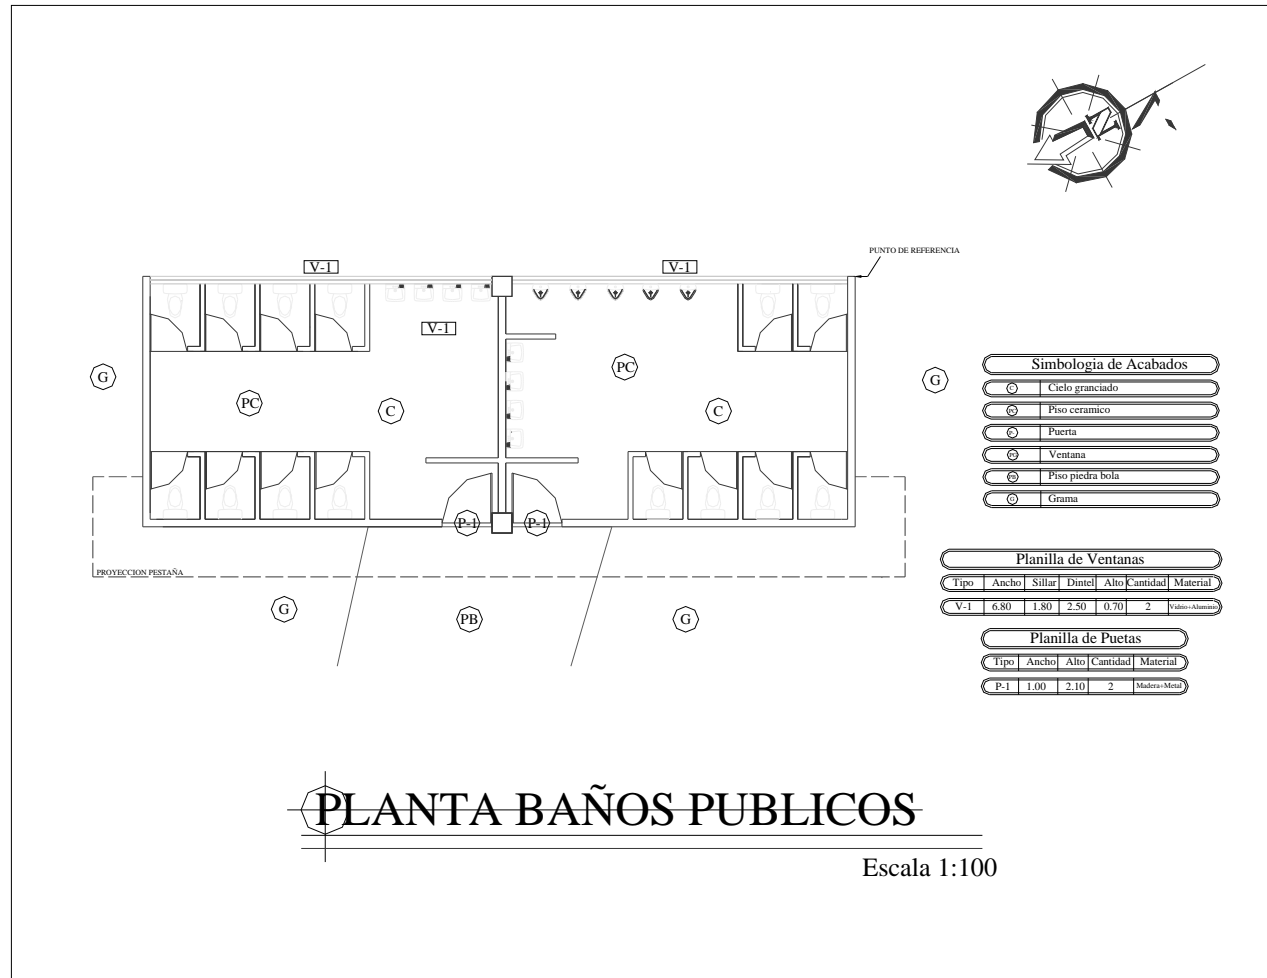 N
PUNTO DE REFERENCIA
V-1
V-1
V-1
G
PC
C
PC
C
G
P-1
P-1
PROYECCION PESTAÑA
G
PB
G
Simbologia de Acabados
C Cielo granciado
PC Piso ceramico
P- Puerta
PG Ventana
PB Piso piedra bola
G Grama
Planilla de Ventanas
Tipo Ancho Sillar Dintel Alto Cantidad Material
V-1 6.80 1.80 2.50 0.70 2 Vidrio+Aluminio
Planilla de Puetas
Tipo Ancho Alto Cantidad Material
P-1 1.00 2.10 2 Madera+Metal
PLANTA BAÑOS PUBLICOS
Escala 1:100